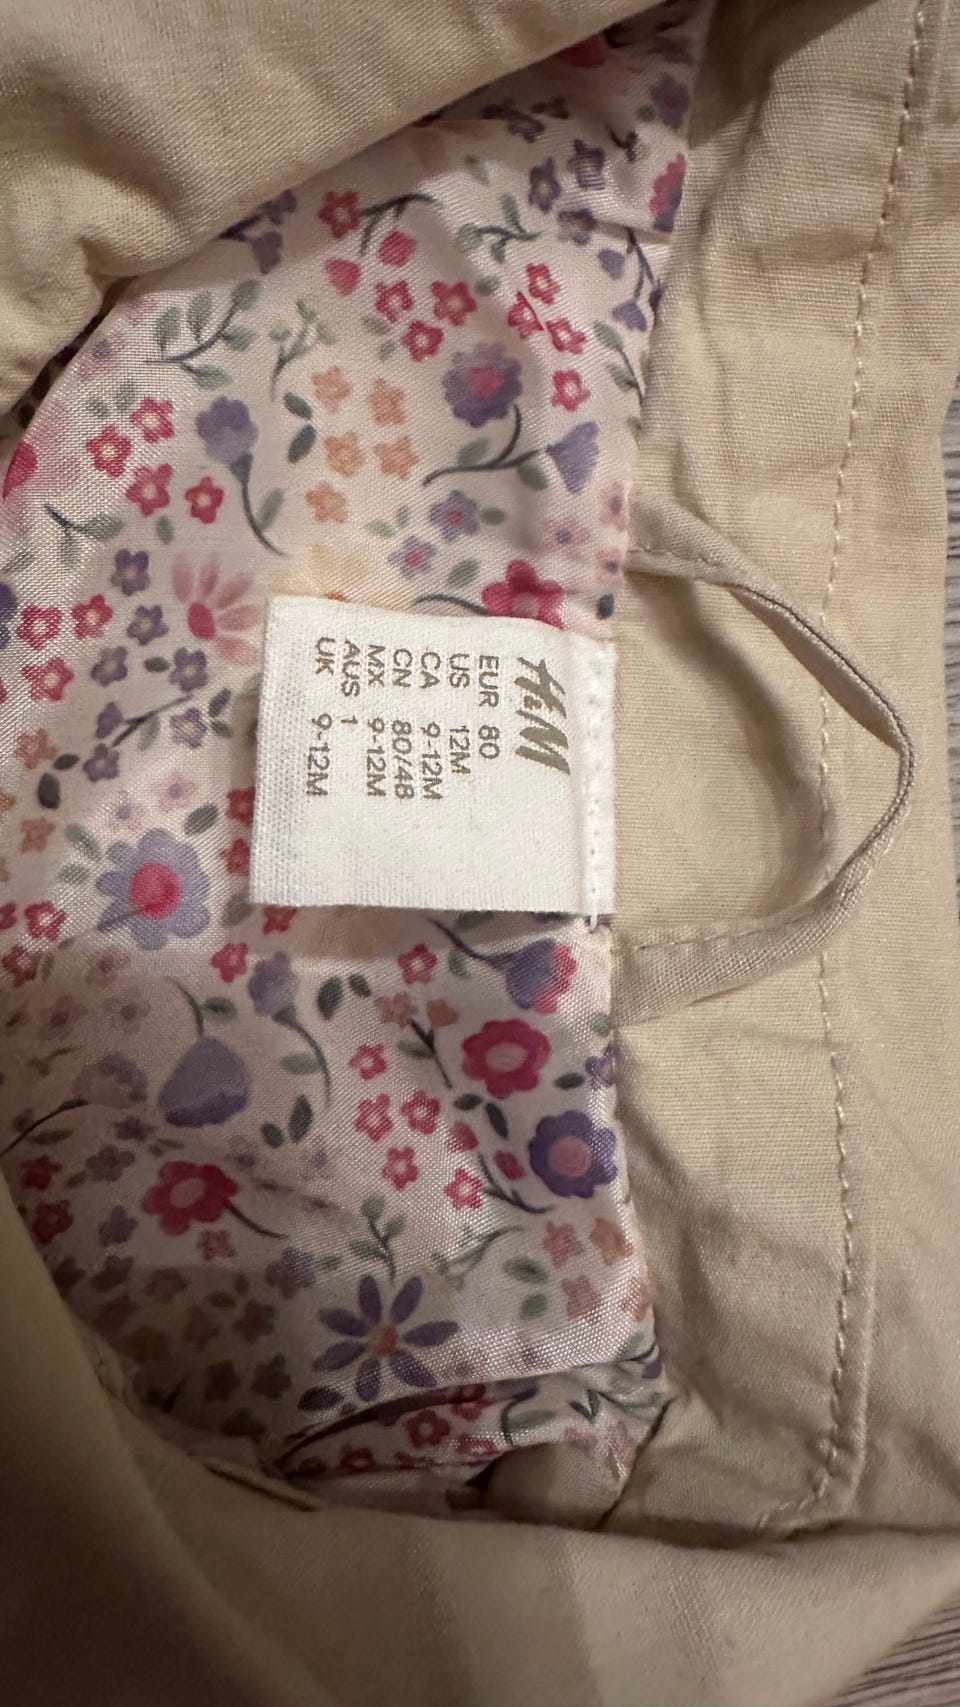 H&M
EUR 80
US 12M
CA 9-12M
CN 80/48
MX 9-12M
AUS 1
UK 9-12M